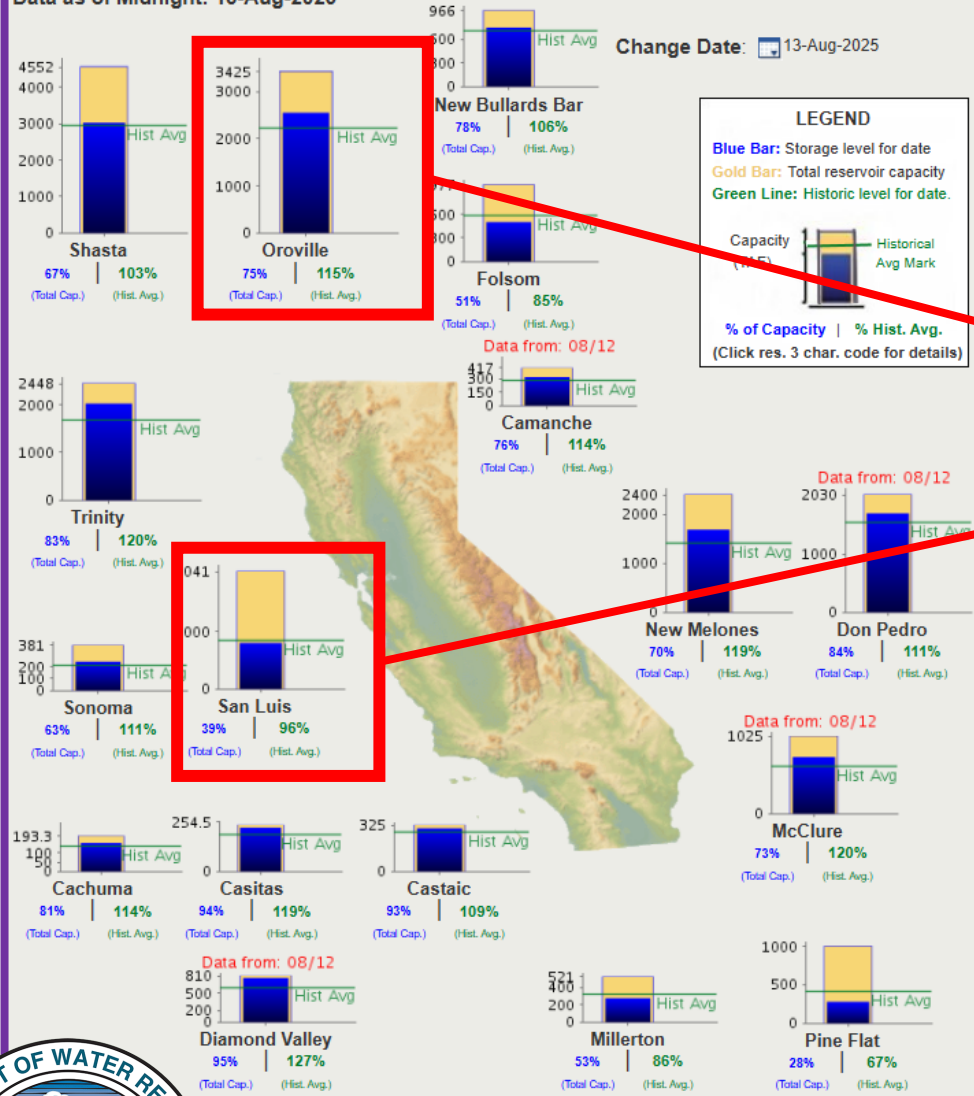 Change Date: 13-Aug-2025
LEGEND
Blue Bar: Storage level for date
Gold Bar: Total reservoir capacity
Green Line: Historic level for date.
Capacity
Historical
Avg Mark
% of Capacity | % Hist. Avg.
(Click res. 3 char. code for details)
4552
4000
3000
2000
1000
0
Hist Avg
Shasta
67% | 103%
(Total Cap.) (Hist. Avg.)
3425
3000
2000
1000
0
Hist Avg
Oroville
75% | 115%
(Total Cap.) (Hist. Avg.)
966
0
Hist Avg
New Bullards Bar
78% | 106%
(Total Cap.) (Hist. Avg.)
0
Hist Avg
Folsom
51% | 85%
(Total Cap.) (Hist. Avg.)
Data from: 08/12
417
300
150
0
Hist Avg
Camanche
76% | 114%
(Total Cap.) (Hist. Avg.)
2448
2000
1000
0
Hist Avg
Trinity
83% | 120%
(Total Cap.) (Hist. Avg.)
2400
2000
1000
0
Hist Avg
New Melones
70% | 119%
(Total Cap.) (Hist. Avg.)
Data from: 08/12
2030
1000
0
Hist Avg
Don Pedro
84% | 111%
(Total Cap.) (Hist. Avg.)
381
200
100
0
Hist A
Sonoma
63% | 111%
(Total Cap.) (Hist. Avg.)
041
000
0
Hist Avg
San Luis
39% | 96%
(Total Cap.) (Hist. Avg.)
Data from: 08/12
1025
0
Hist Avg
McClure
73% | 120%
(Total Cap.) (Hist. Avg.)
193.3
100
50
0
Hist Avg
Cachuma
81% | 114%
(Total Cap.) (Hist. Avg.)
254.5
0
Hist Avg
Casitas
94% | 119%
(Total Cap.) (Hist. Avg.)
325
0
Hist Avg
Castaic
93% | 109%
(Total Cap.) (Hist. Avg.)
Data from: 08/12
810
500
200
0
Hist Avg
Diamond Valley
95% | 127%
(Total Cap.) (Hist. Avg.)
521
400
200
0
Hist Avg
Millerton
53% | 86%
(Total Cap.) (Hist. Avg.)
1000
500
0
Hist Avg
Pine Flat
28% | 67%
(Total Cap.) (Hist. Avg.)
T OF WATER RE